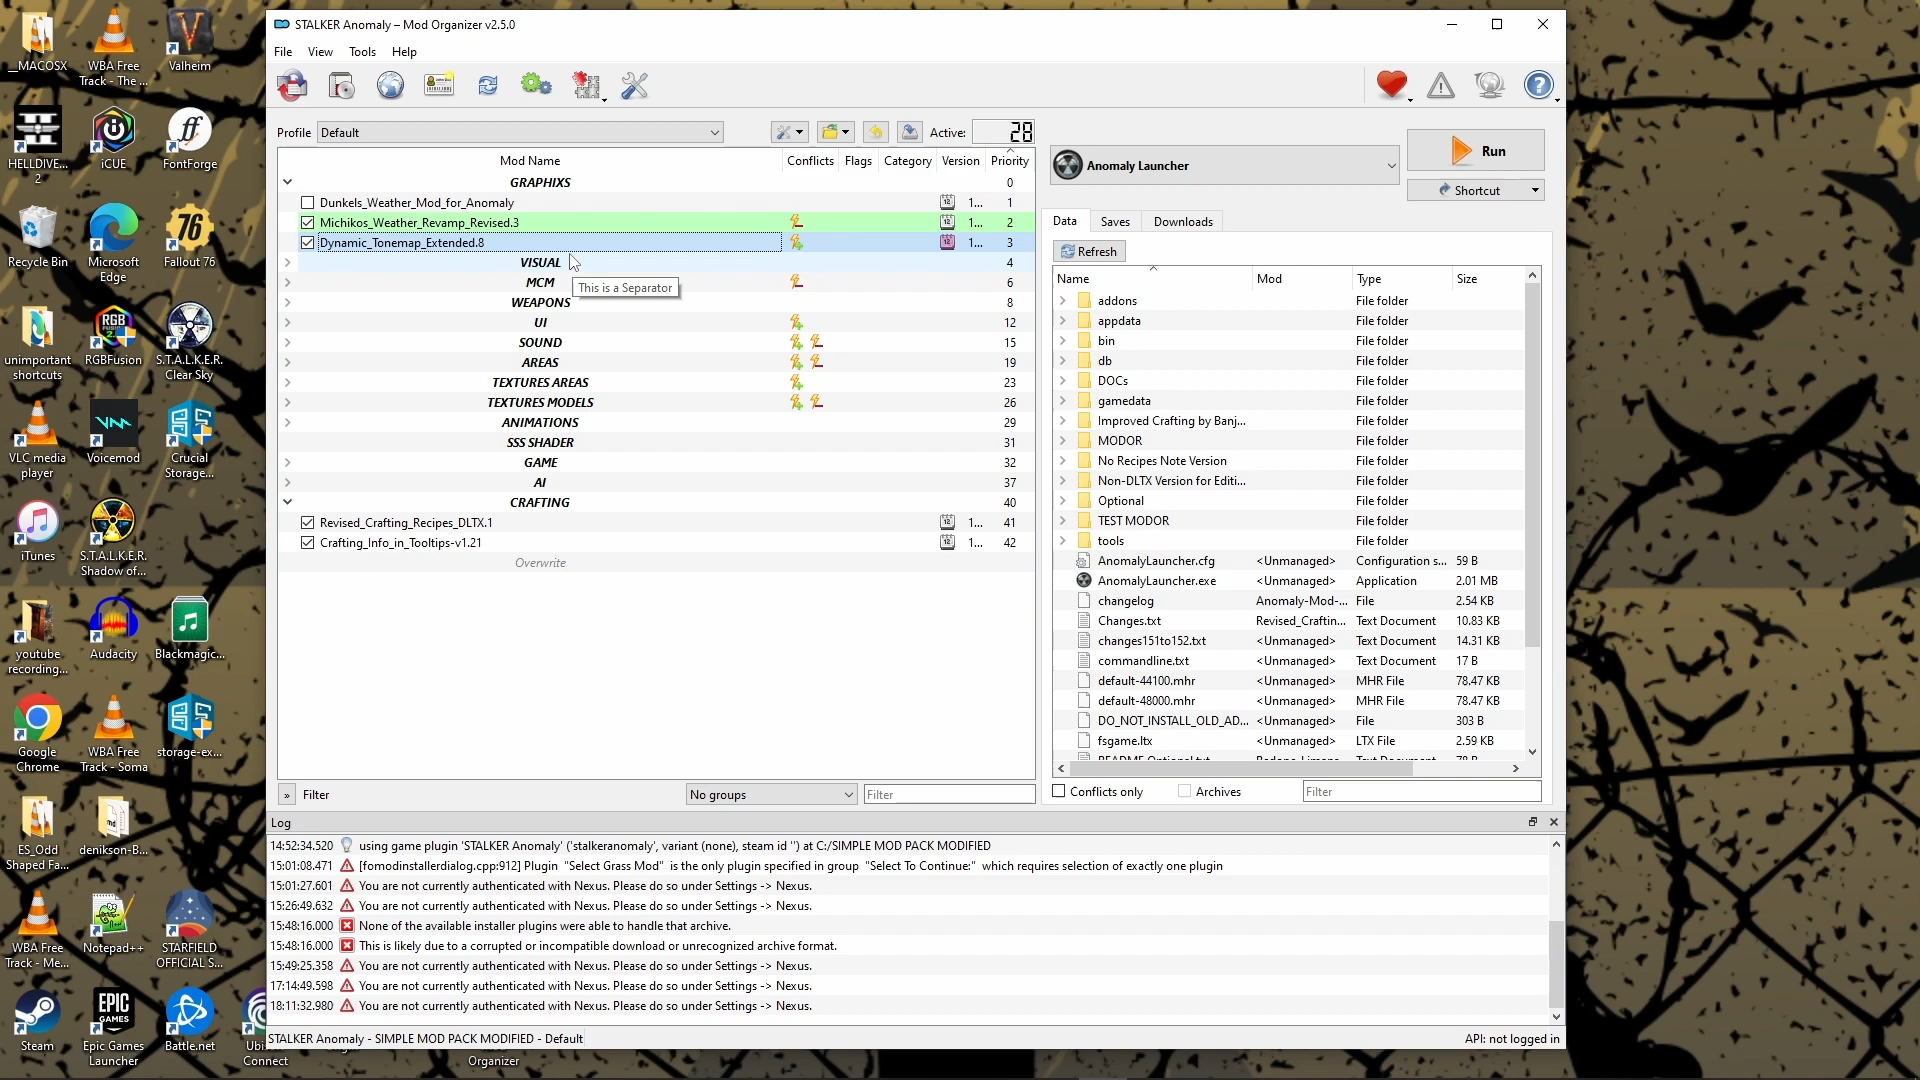 __MACOSX
WBA Free
Track - The ...
Valheim
HELLDIVE...
2
iCUE
FontForge
Recycle Bin
Microsoft
Edge
Fallout 76
unimportant
shortcuts
RGBFusion
S.T.A.L.K.E.R.
Clear Sky
VLC media
player
Voicemod
Crucial
Storage...
iTunes
S.T.A.L.K.E.R.
Shadow of...
youtube
recording...
Audacity
Blackmagic...
Google
Chrome
WBA Free
Track - Soma
storage-ex...
ES_Odd
Shaped Fa...
denikson-B...
WBA Free
Track - Me...
Notepad++
STARFIELD
OFFICIAL S...
Steam
Epic Games
Launcher
Battle.net
Connect
Organizer
STALKER Anomaly – Mod Organizer v2.5.0
File View Tools Help
Profile Default Active: 28
Mod Name Conflicts Flags Category Version Priority
GRAPHIXS 0
Dunkels_Weather_Mod_for_Anomaly 1... 1
Michikos_Weather_Revamp_Revised.3 1... 2
Dynamic_Tonemap_Extended.8 1... 3
VISUAL 4
MCM 6
This is a Separator
WEAPONS 8
UI 12
SOUND 15
AREAS 19
TEXTURES AREAS 23
TEXTURES MODELS 26
ANIMATIONS 29
SSS SHADER 31
GAME 32
AI 37
CRAFTING 40
Revised_Crafting_Recipes_DLTX.1 1... 41
Crafting_Info_in_Tooltips-v1.21 1... 42
Overwrite
» Filter No groups Filter
Anomaly Launcher
Run
Shortcut
Data Saves Downloads
Refresh
Name Mod Type Size
addons File folder
appdata File folder
bin File folder
db File folder
DOCs File folder
gamedata File folder
Improved Crafting by Banj... File folder
MODOR File folder
No Recipes Note Version File folder
Non-DLTX Version for Editi... File folder
Optional File folder
TEST MODOR File folder
tools File folder
AnomalyLauncher.cfg <Unmanaged> Configuration s... 59 B
AnomalyLauncher.exe <Unmanaged> Application 2.01 MB
changelog Anomaly-Mod-... File 2.54 KB
Changes.txt Revised_Craftin... Text Document 10.83 KB
changes151to152.txt <Unmanaged> Text Document 14.31 KB
commandline.txt <Unmanaged> Text Document 17 B
default-44100.mhr <Unmanaged> MHR File 78.47 KB
default-48000.mhr <Unmanaged> MHR File 78.47 KB
DO_NOT_INSTALL_OLD_AD... <Unmanaged> File 303 B
fsgame.ltx <Unmanaged> LTX File 2.59 KB
Conflicts only Archives Filter
Log
14:52:34.520 using game plugin 'STALKER Anomaly' ('stalkeranomaly', variant (none), steam id '') at C:/SIMPLE MOD PACK MODIFIED
15:01:08.471 [fomodinstallerdialog.cpp:912] Plugin "Select Grass Mod" is the only plugin specified in group "Select To Continue:" which requires selection of exactly one plugin
15:01:27.601 You are not currently authenticated with Nexus. Please do so under Settings -> Nexus.
15:26:49.632 You are not currently authenticated with Nexus. Please do so under Settings -> Nexus.
15:48:16.000 None of the available installer plugins were able to handle that archive.
15:48:16.000 This is likely due to a corrupted or incompatible download or unrecognized archive format.
15:49:25.358 You are not currently authenticated with Nexus. Please do so under Settings -> Nexus.
17:14:49.598 You are not currently authenticated with Nexus. Please do so under Settings -> Nexus.
18:11:32.980 You are not currently authenticated with Nexus. Please do so under Settings -> Nexus.
STALKER Anomaly - SIMPLE MOD PACK MODIFIED - Default API: not logged in